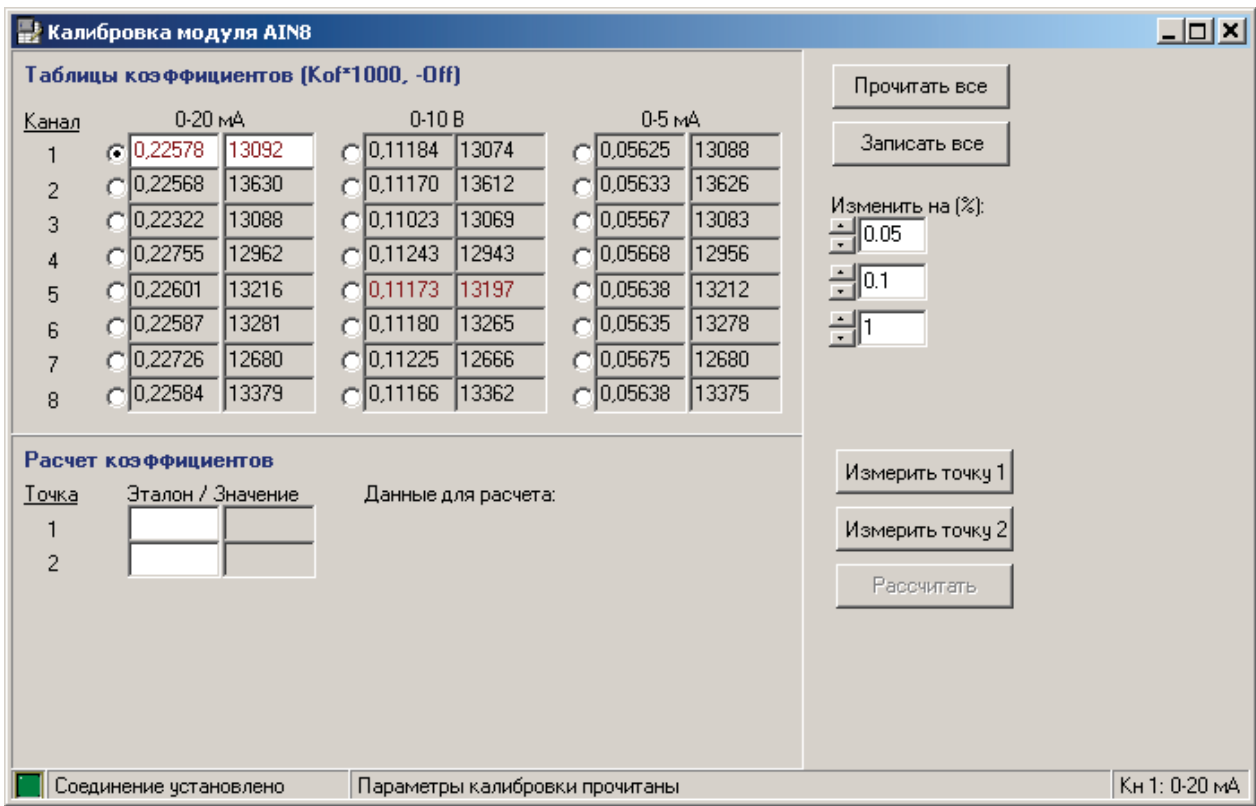 Калибровка модуля AIN8
Таблицы коэффициентов (Kof*1000, -Off)
Канал 0-20 мА 0-10 В 0-5 мА
1 0,22578 13092 0,11184 13074 0,05625 13088
2 0,22568 13630 0,11170 13612 0,05633 13626
3 0,22322 13088 0,11023 13069 0,05567 13083
4 0,22755 12962 0,11243 12943 0,05668 12956
5 0,22601 13216 0,11173 13197 0,05638 13212
6 0,22587 13281 0,11180 13265 0,05635 13278
7 0,22726 12680 0,11225 12666 0,05675 12680
8 0,22584 13379 0,11166 13362 0,05638 13375
Прочитать все
Записать все
Изменить на (%):
0.05
0.1
1
Расчет коэффициентов
Точка Эталон / Значение Данные для расчета:
1
2
Измерить точку 1
Измерить точку 2
Рассчитать
Соединение установлено Параметры калибровки прочитаны Кн 1: 0-20 мА